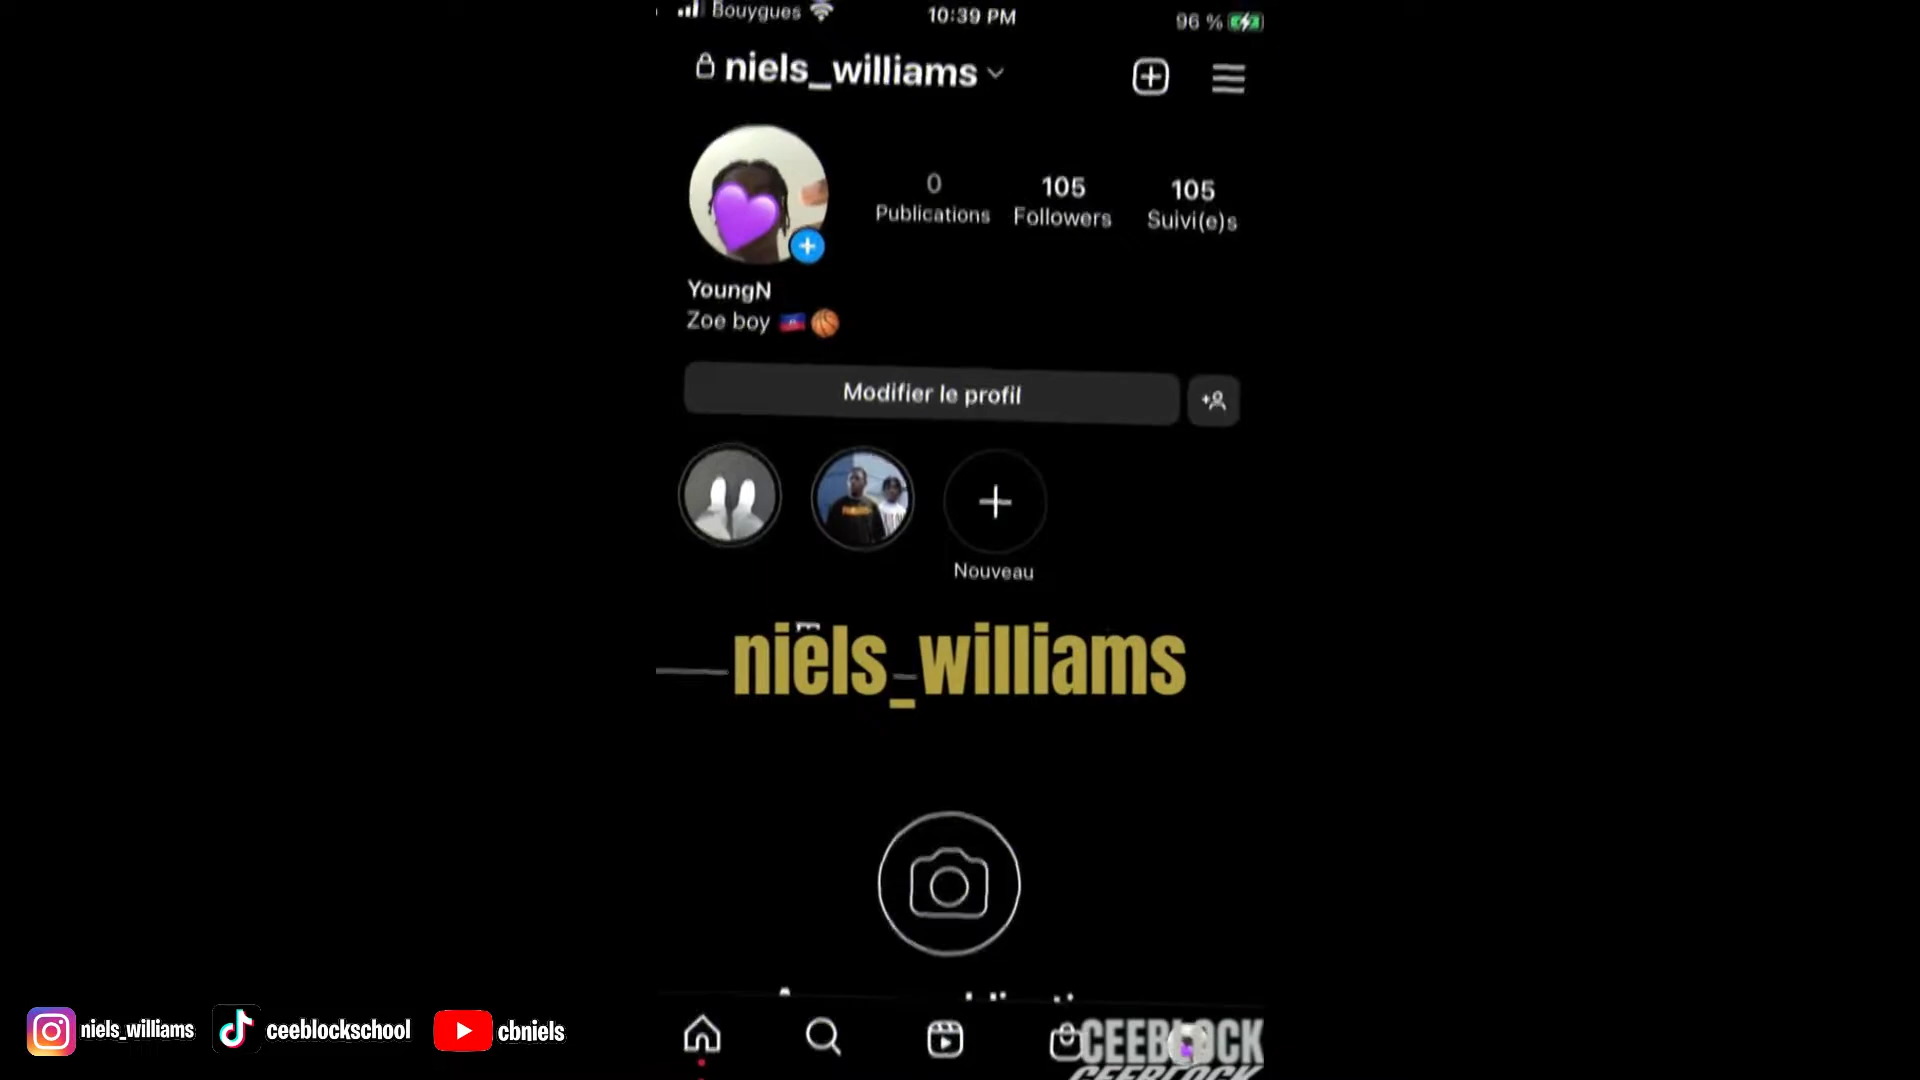 Bouygues
10:39 PM
96 %
niels_williams
0
105
105
Publications
Followers
Suivi(e)s
YoungN
Zoe boy
Modifier le profil
Nouveau
niels_williams
niels_williams
ceeblockschool
cbniels
CEEBLOCK
CEEBLOCK